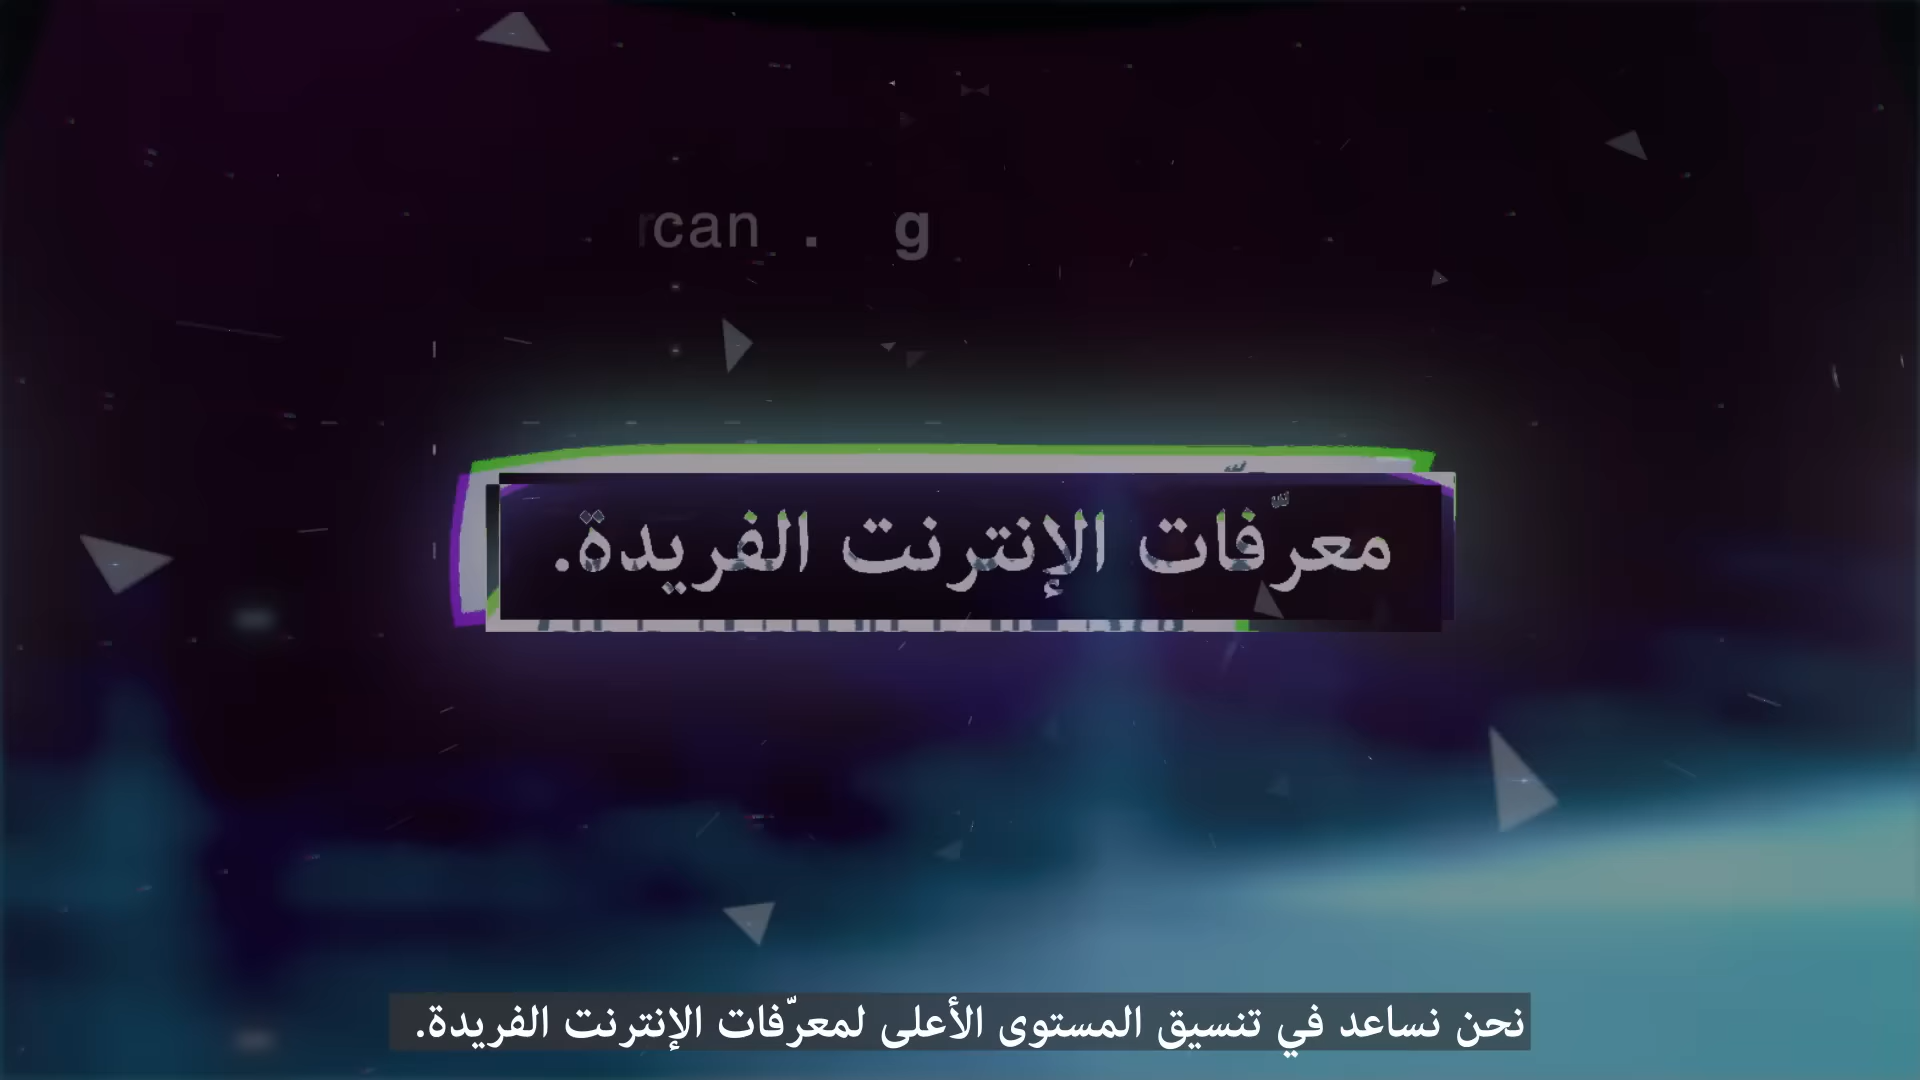 rcan . g
معرّفات الإنترنت الفريدة.
نحن نساعد في تنسيق المستوى الأعلى لمعرّفات الإنترنت الفريدة.